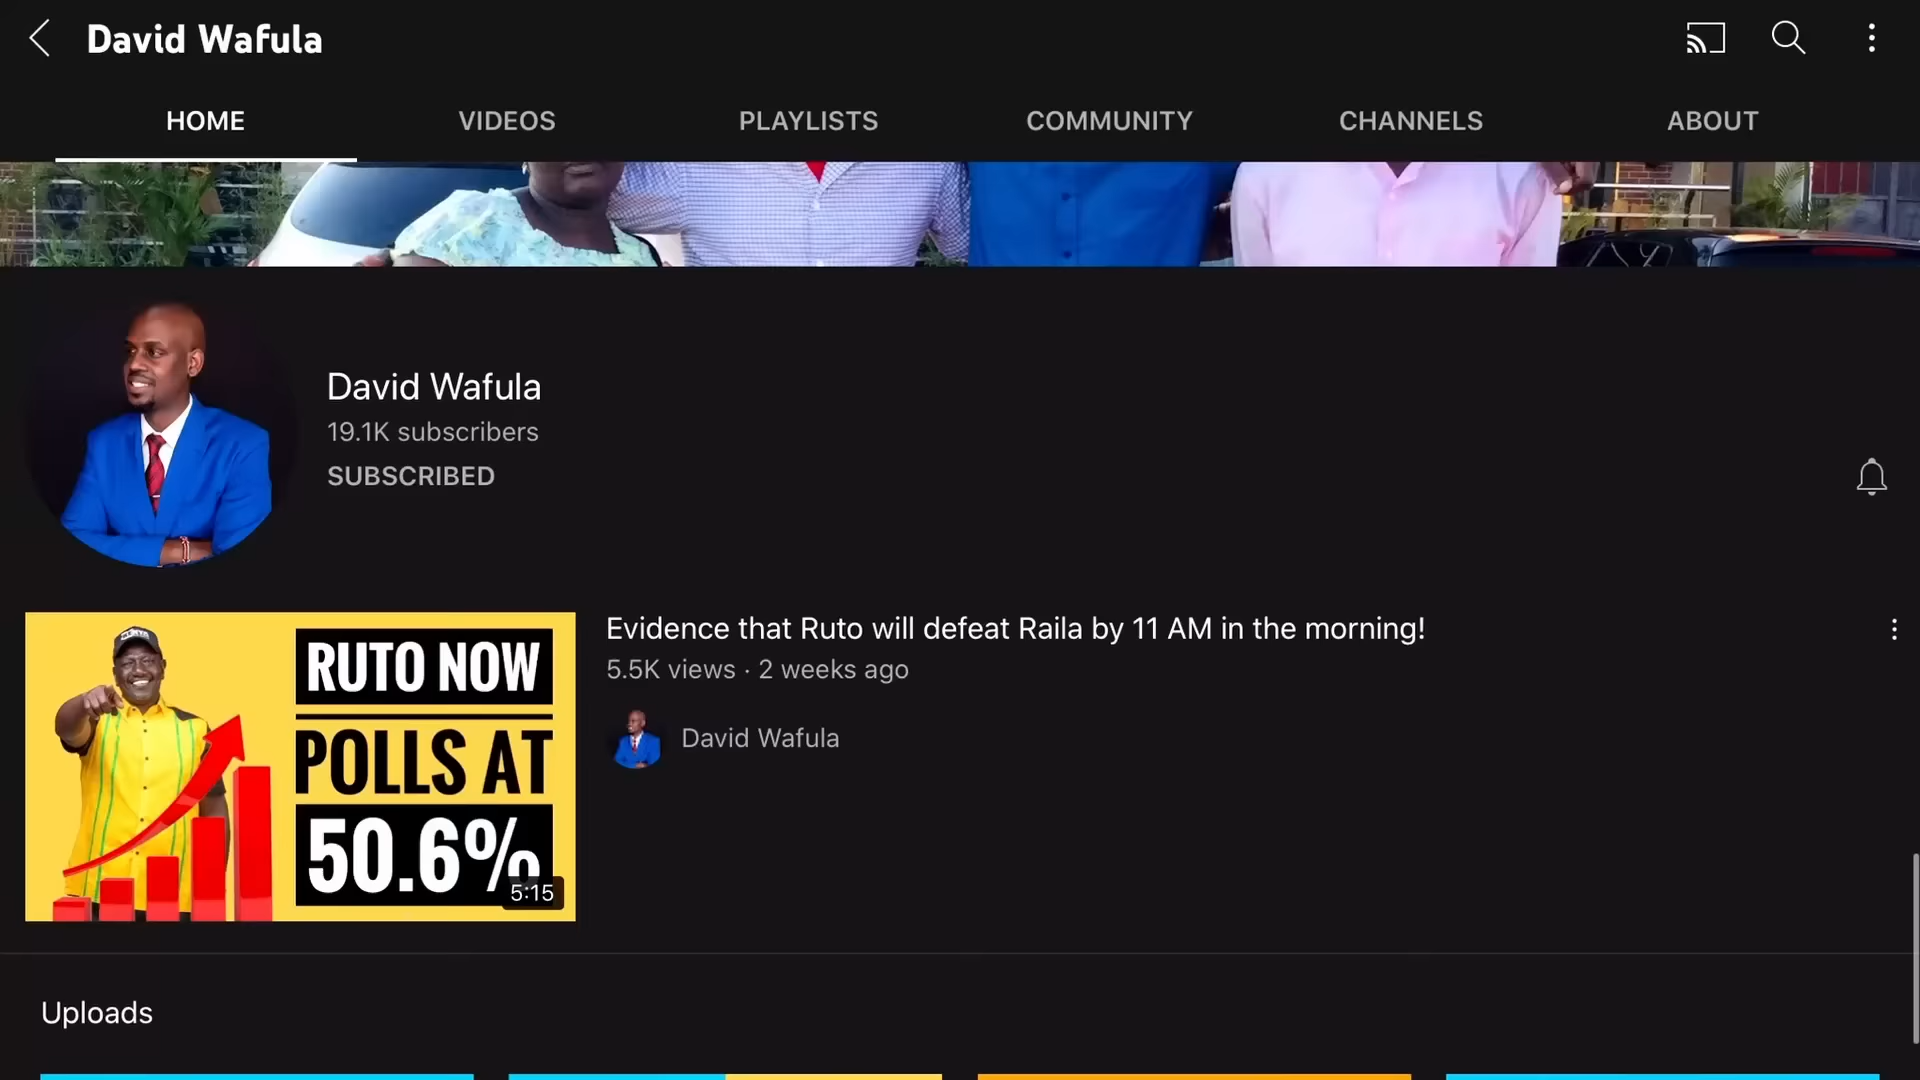 David Wafula
HOME
VIDEOS
PLAYLISTS
COMMUNITY
CHANNELS
ABOUT
David Wafula
19.1K subscribers
SUBSCRIBED
RUTO NOW
POLLS AT
50.6%
5:15
Evidence that Ruto will defeat Raila by 11 AM in the morning!
5.5K views · 2 weeks ago
David Wafula
Uploads